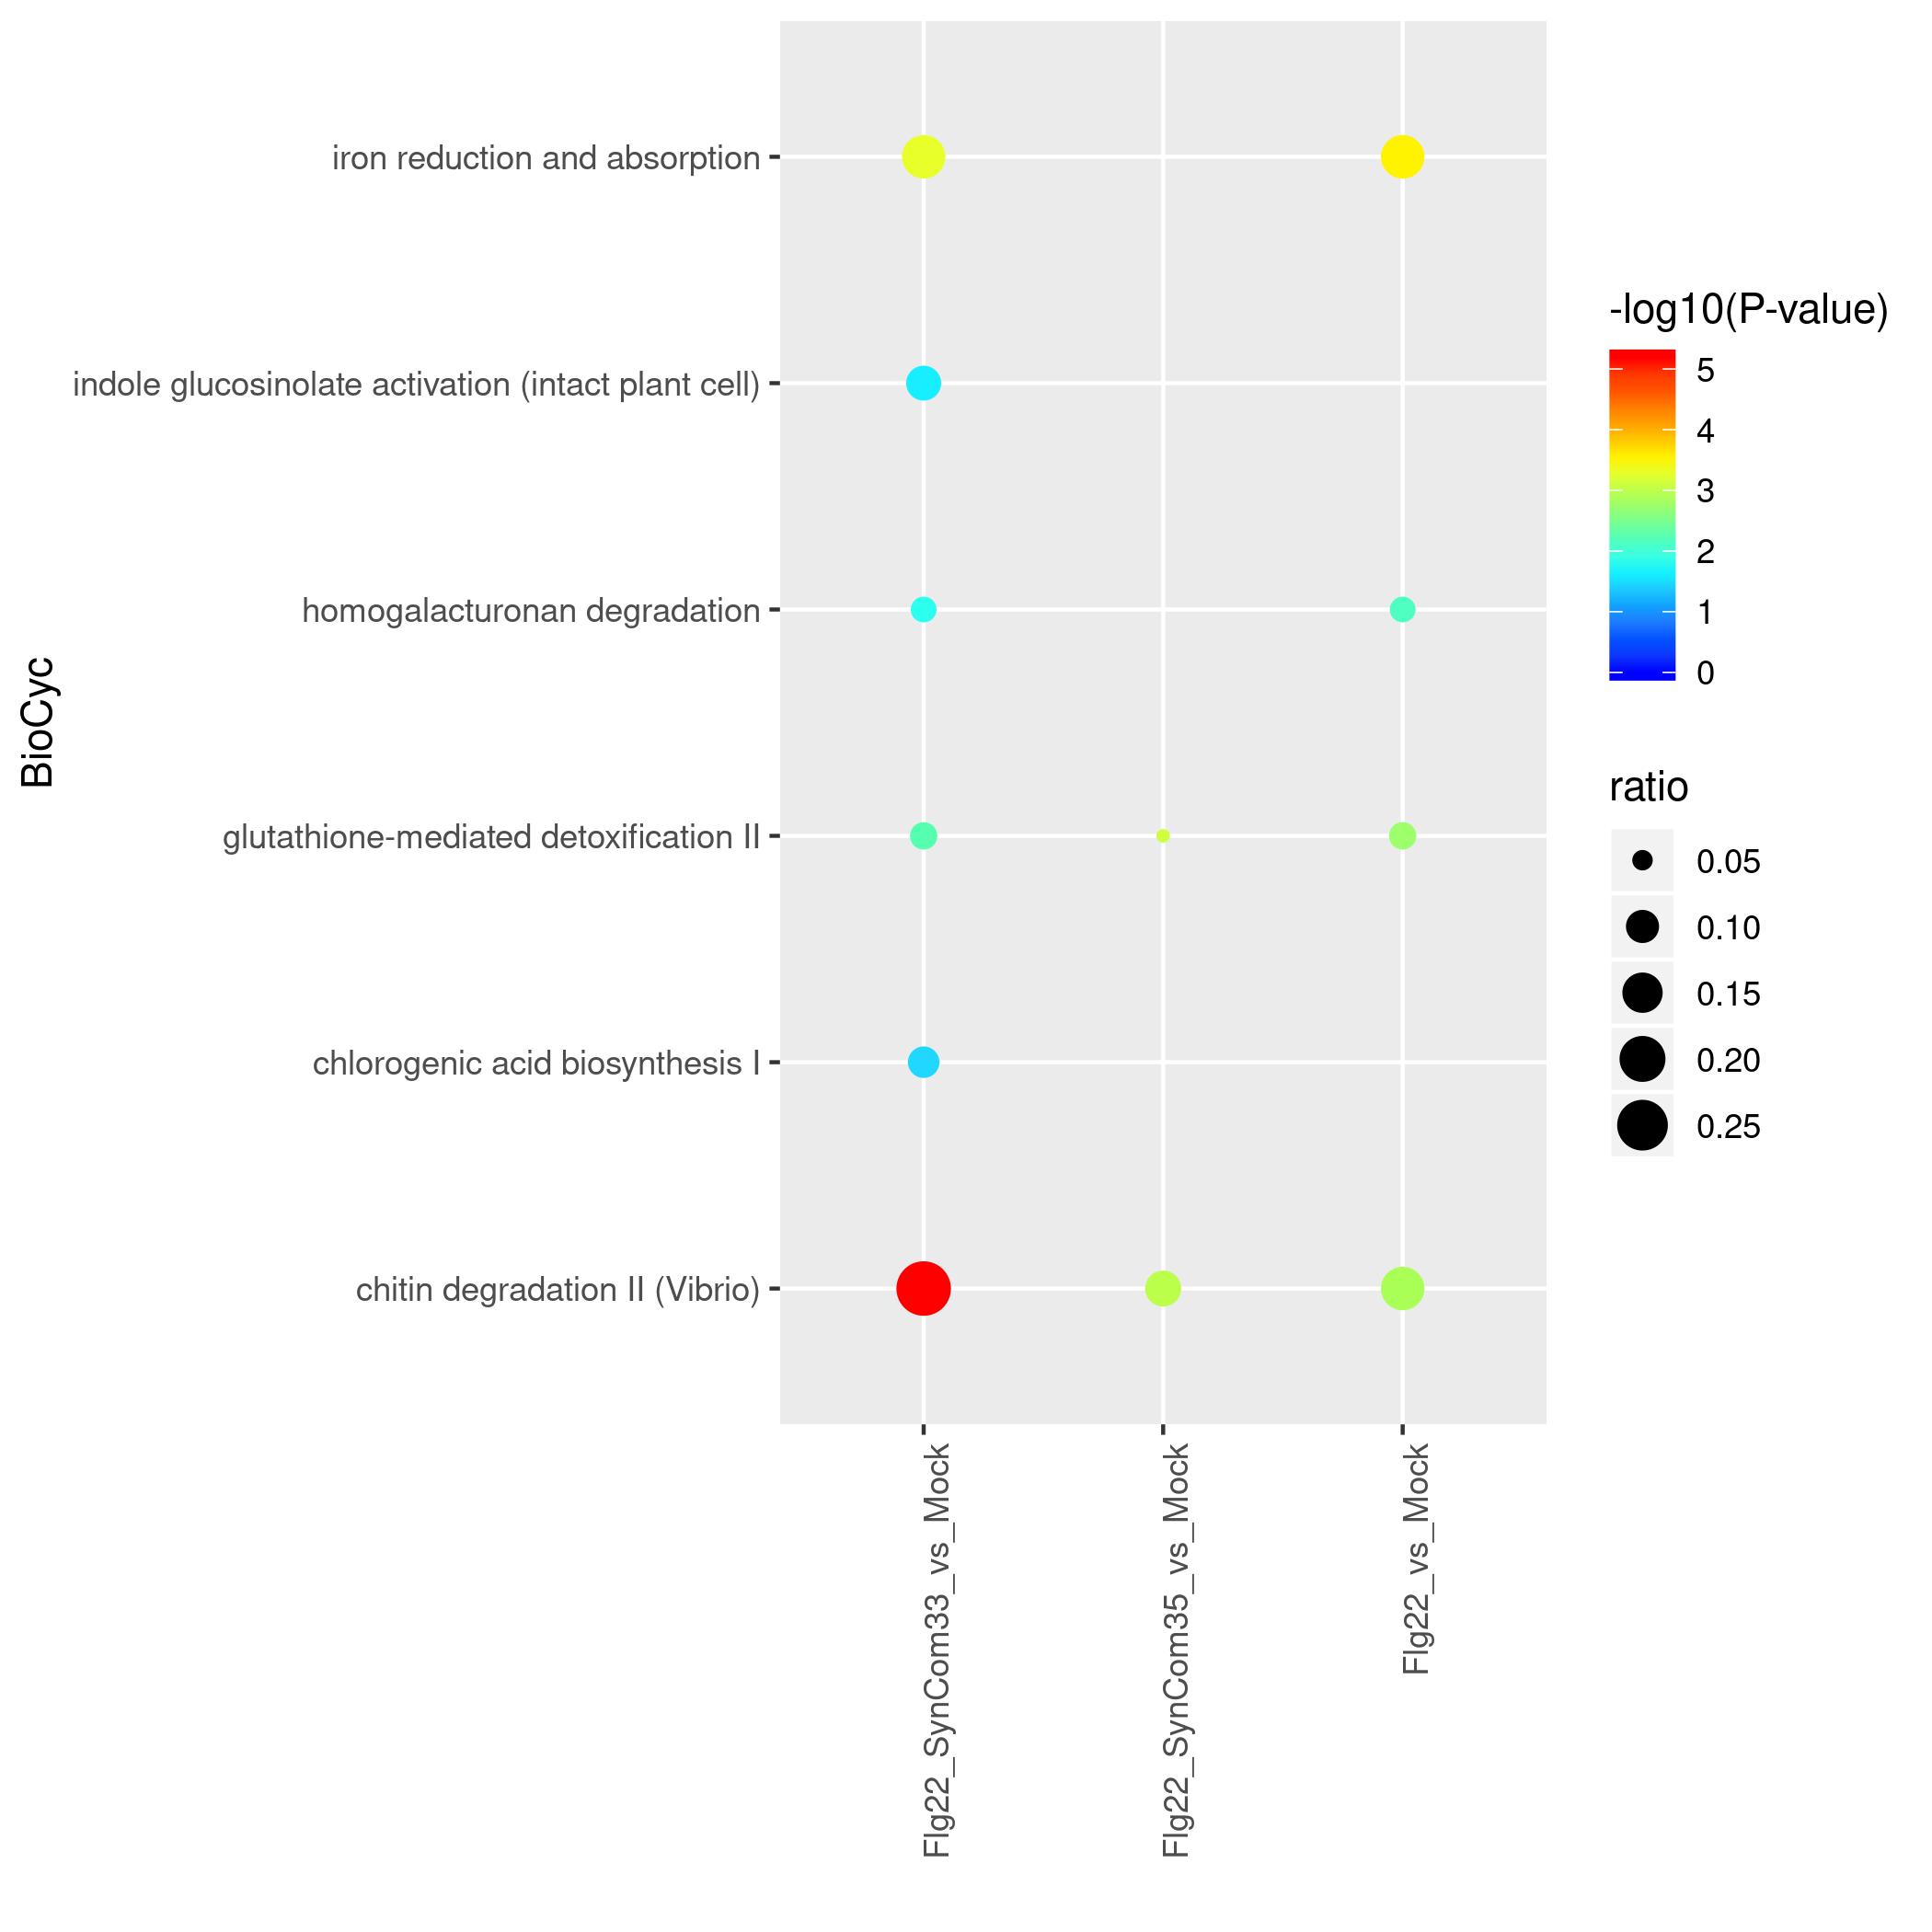 BioCyc
iron reduction and absorption
indole glucosinolate activation (intact plant cell)
homogalacturonan degradation
glutathione-mediated detoxification II
chlorogenic acid biosynthesis I
chitin degradation II (Vibrio)
Flg22_SynCom33_vs_Mock
Flg22_SynCom35_vs_Mock
Flg22_vs_Mock
-log10(P-value)
5
4
3
2
1
0
ratio
0.05
0.10
0.15
0.20
0.25